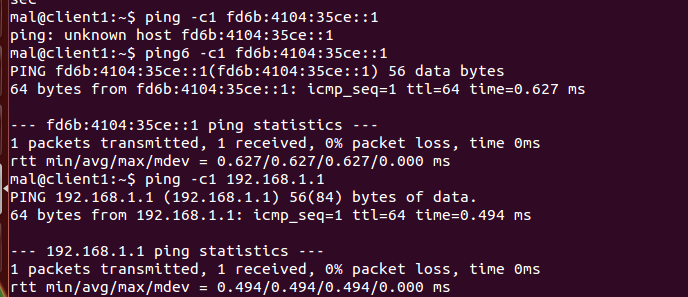 sec
mal@client1:~$ ping -c1 fd6b:4104:35ce::1
ping: unknown host fd6b:4104:35ce::1
mal@client1:~$ ping6 -c1 fd6b:4104:35ce::1
PING fd6b:4104:35ce::1(fd6b:4104:35ce::1) 56 data bytes
64 bytes from fd6b:4104:35ce::1: icmp_seq=1 ttl=64 time=0.627 ms

--- fd6b:4104:35ce::1 ping statistics ---
1 packets transmitted, 1 received, 0% packet loss, time 0ms
rtt min/avg/max/mdev = 0.627/0.627/0.627/0.000 ms
mal@client1:~$ ping -c1 192.168.1.1
PING 192.168.1.1 (192.168.1.1) 56(84) bytes of data.
64 bytes from 192.168.1.1: icmp_seq=1 ttl=64 time=0.494 ms

--- 192.168.1.1 ping statistics ---
1 packets transmitted, 1 received, 0% packet loss, time 0ms
rtt min/avg/max/mdev = 0.494/0.494/0.494/0.000 ms